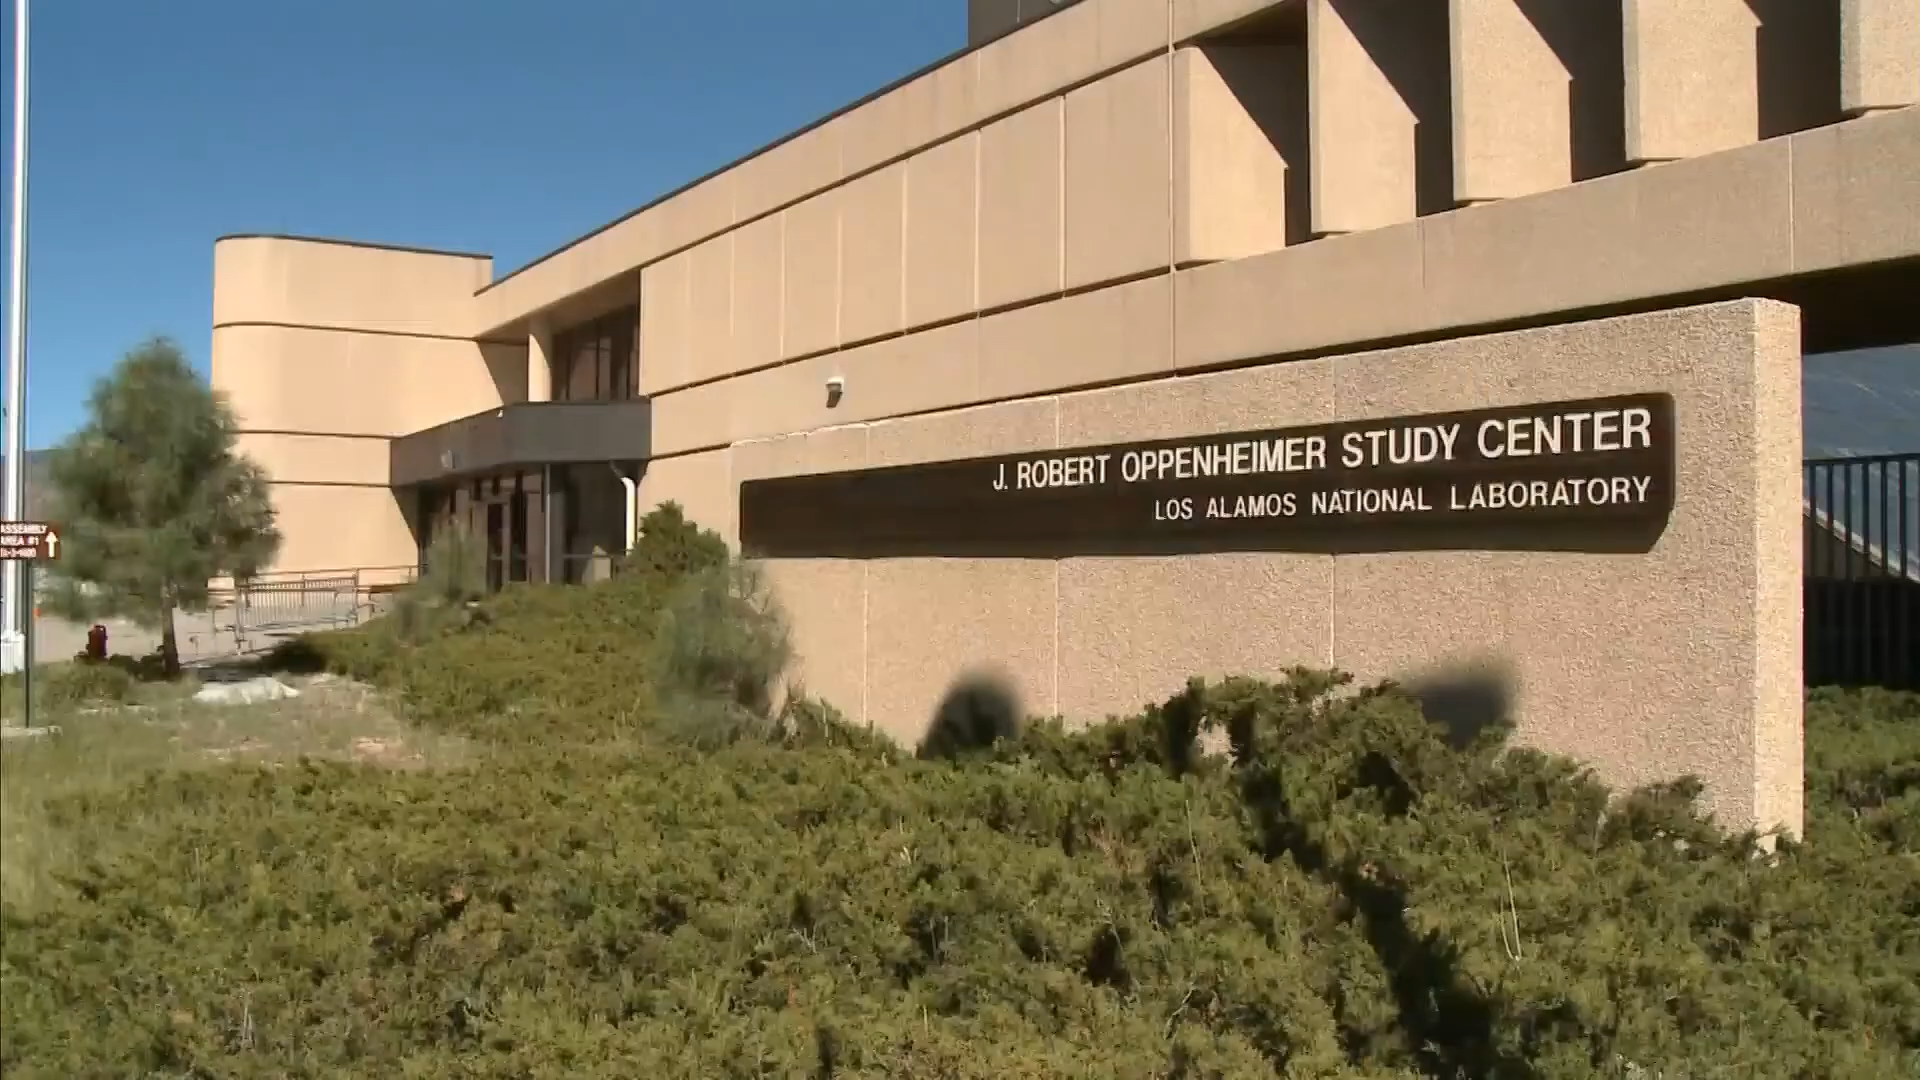 J. ROBERT OPPENHEIMER STUDY CENTER
LOS ALAMOS NATIONAL LABORATORY
ASSEMBLY
AREA #1